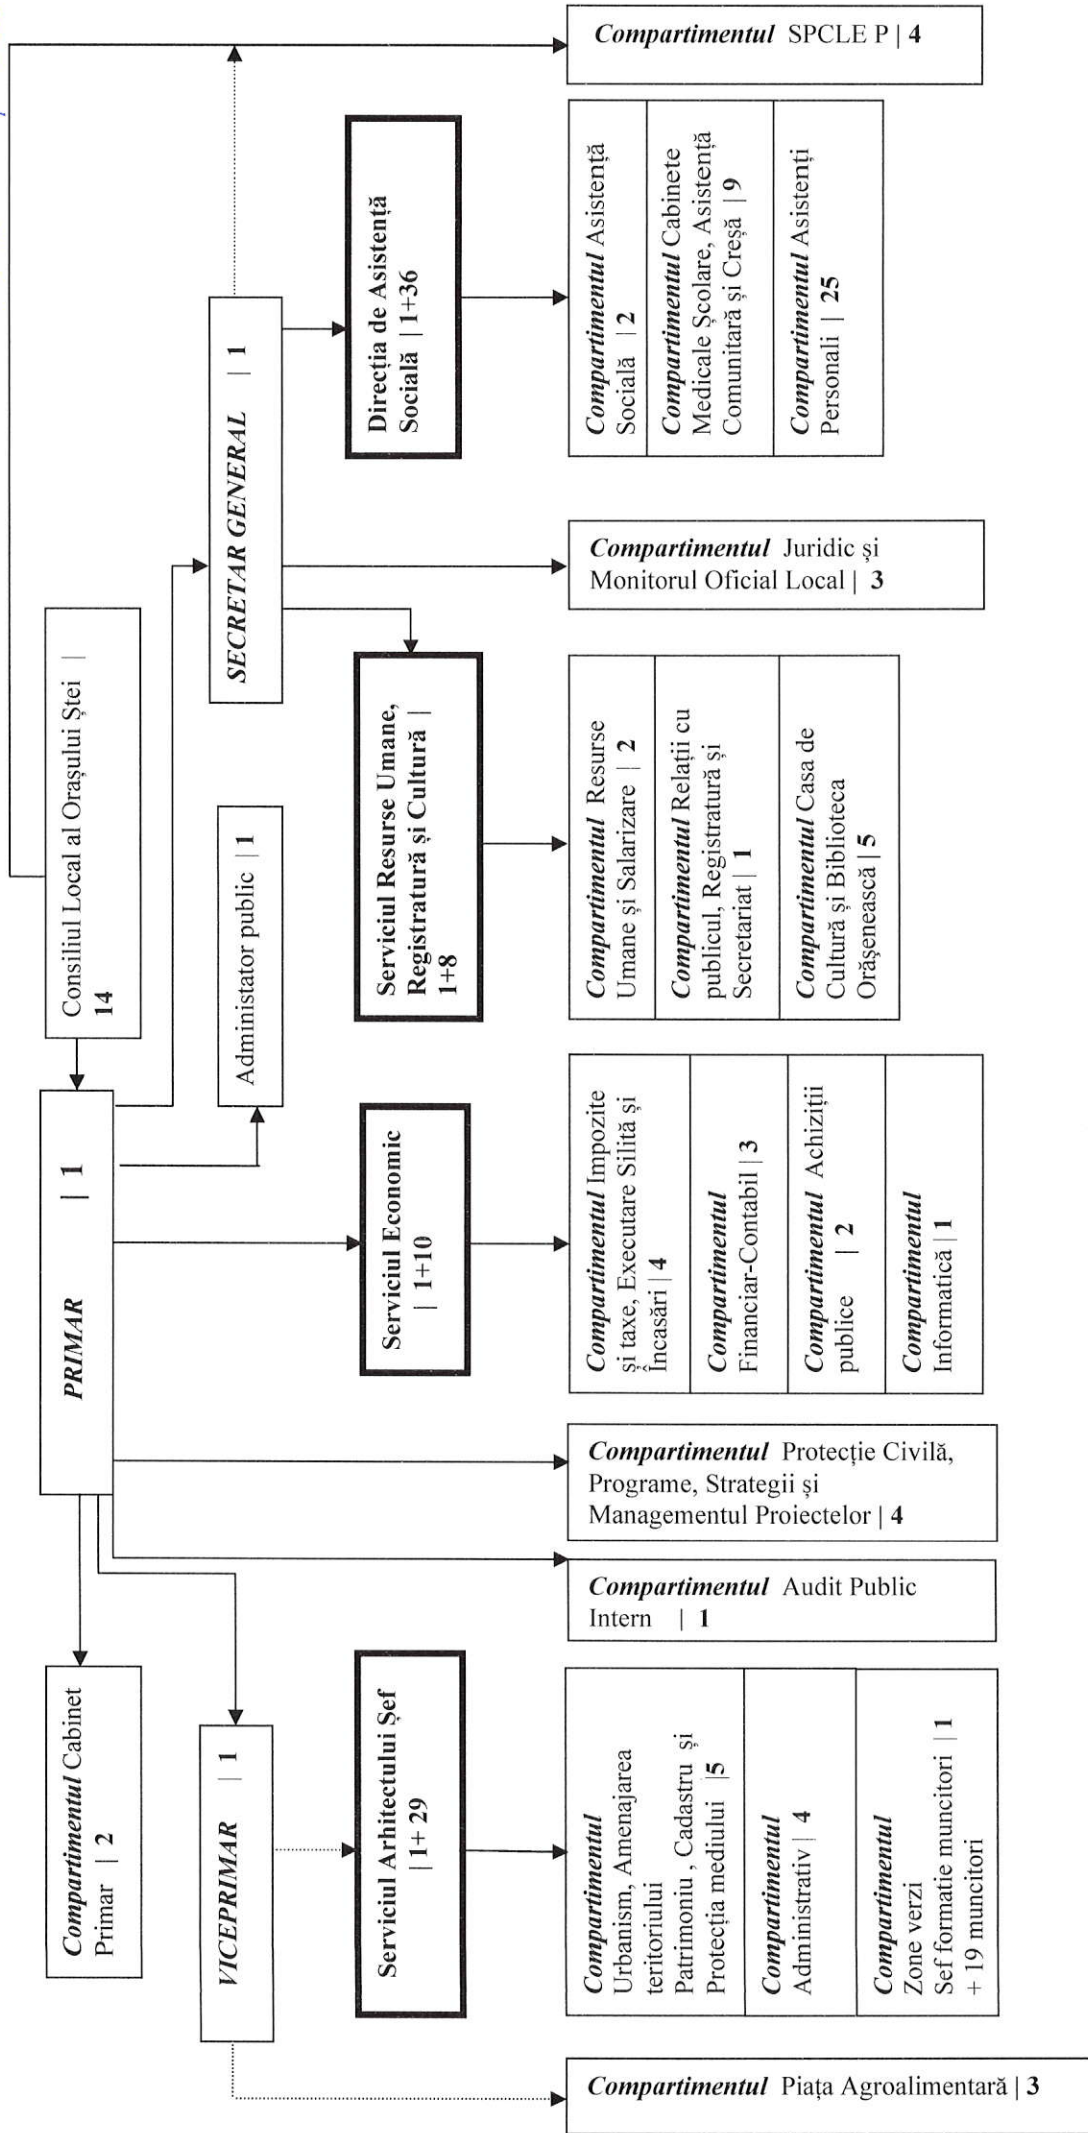 Consiliul Local al Orașului Ștei |
14
PRIMAR | 1
Compartimentul Cabinet
Primar | 2
VICEPRIMAR | 1
Administator public | 1
SECRETAR GENERAL | 1
Serviciul Arhitectului Șef
| 1+ 29
Serviciul Economic
| 1+10
Serviciul Resurse Umane,
Registratură și Cultură |
1+8
Direcția de Asistență
Socială | 1+36
Compartimentul Piața Agroalimentară | 3
Compartimentul
Urbanism, Amenajarea
teritoriului
Patrimoniu , Cadastru și
Protecția mediului |5
Compartimentul
Administrativ | 4
Compartimentul
Zone verzi
Sef formatie muncitori | 1
+ 19 muncitori
Compartimentul Audit Public
Intern | 1
Compartimentul Protecție Civilă,
Programe, Strategii și
Managementul Proiectelor | 4
Compartimentul Impozite
și taxe, Executare Silită și
Încasări | 4
Compartimentul
Financiar-Contabil | 3
Compartimentul Achiziții
publice | 2
Compartimentul
Informatică | 1
Compartimentul Resurse
Umane și Salarizare | 2
Compartimentul Relații cu
publicul, Registratură și
Secretariat | 1
Compartimentul Casa de
Cultură și Biblioteca
Orășenească | 5
Compartimentul Juridic și
Monitorul Oficial Local | 3
Compartimentul Asistență
Socială | 2
Compartimentul Cabinete
Medicale Școlare, Asistență
Comunitară și Creșă | 9
Compartimentul Asistenți
Personali | 25
Compartimentul SPCLE P | 4